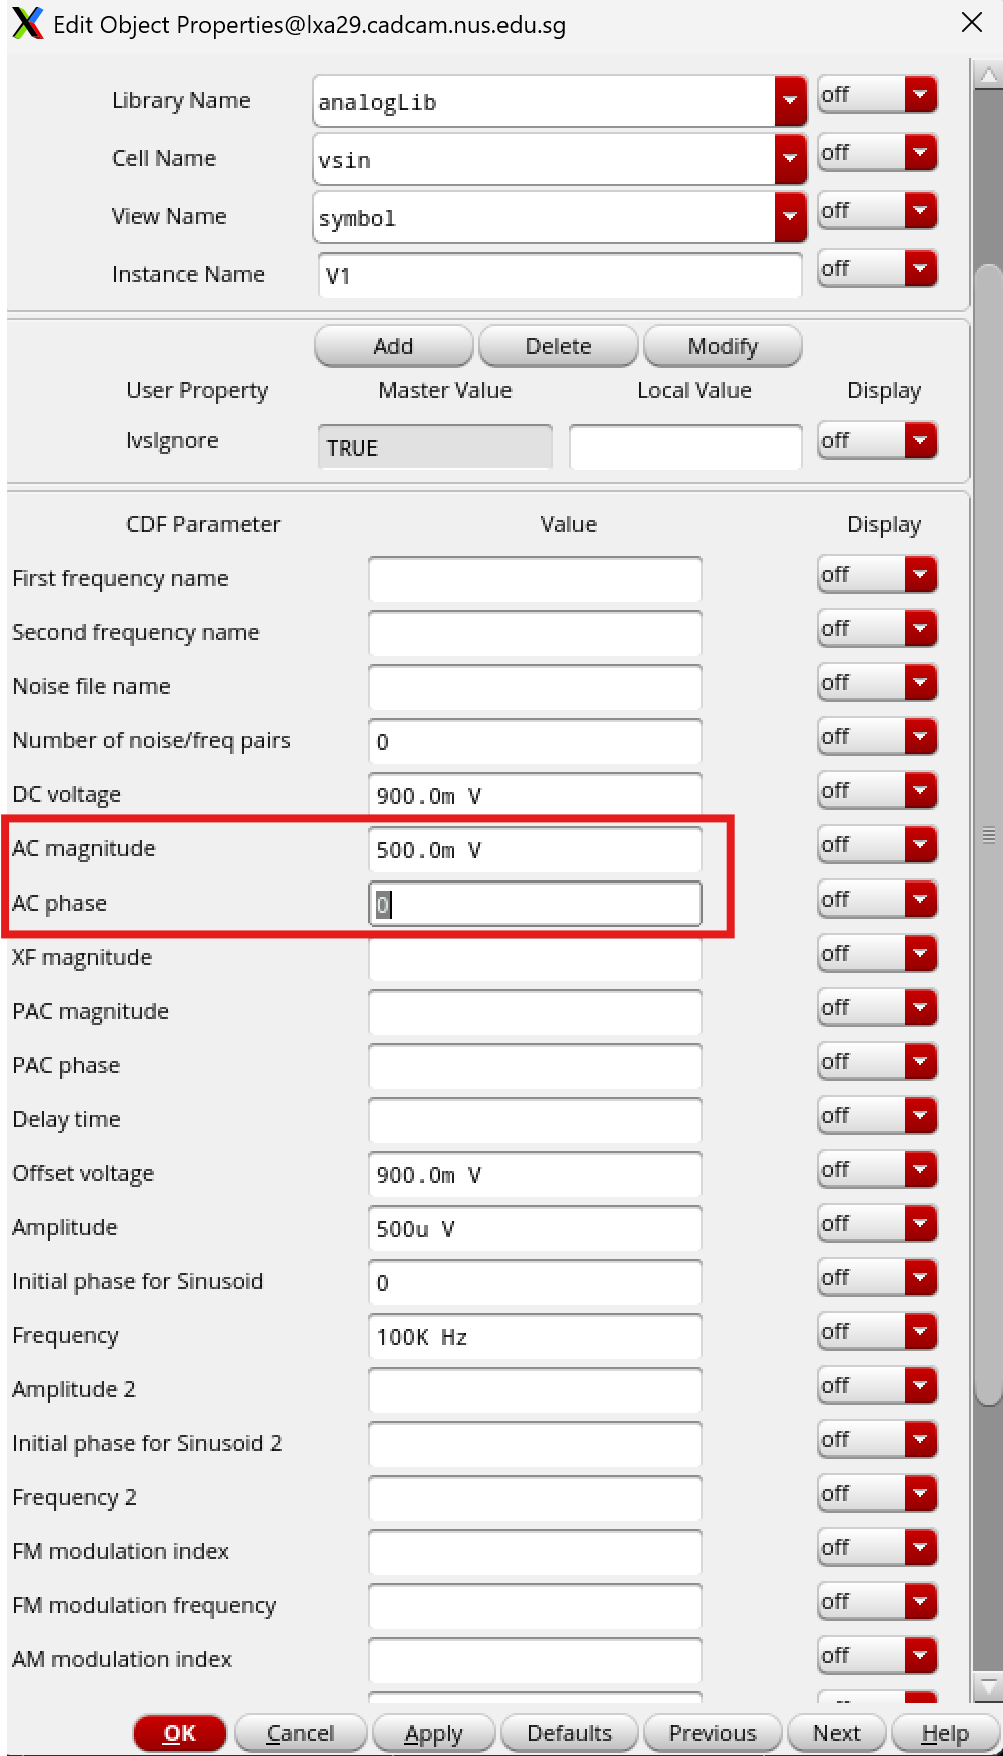 Edit Object Properties@lxa29.cadcam.nus.edu.sg
Library Name analogLib off
Cell Name vsin off
View Name symbol off
Instance Name V1 off
Add Delete Modify
User Property Master Value Local Value Display
lvsIgnore TRUE off
CDF Parameter Value Display
First frequency name off
Second frequency name off
Noise file name off
Number of noise/freq pairs 0 off
DC voltage 900.0m V off
AC magnitude 500.0m V off
AC phase 0 off
XF magnitude off
PAC magnitude off
PAC phase off
Delay time off
Offset voltage 900.0m V off
Amplitude 500u V off
Initial phase for Sinusoid 0 off
Frequency 100K Hz off
Amplitude 2 off
Initial phase for Sinusoid 2 off
Frequency 2 off
FM modulation index off
FM modulation frequency off
AM modulation index off
OK Cancel Apply Defaults Previous Next Help